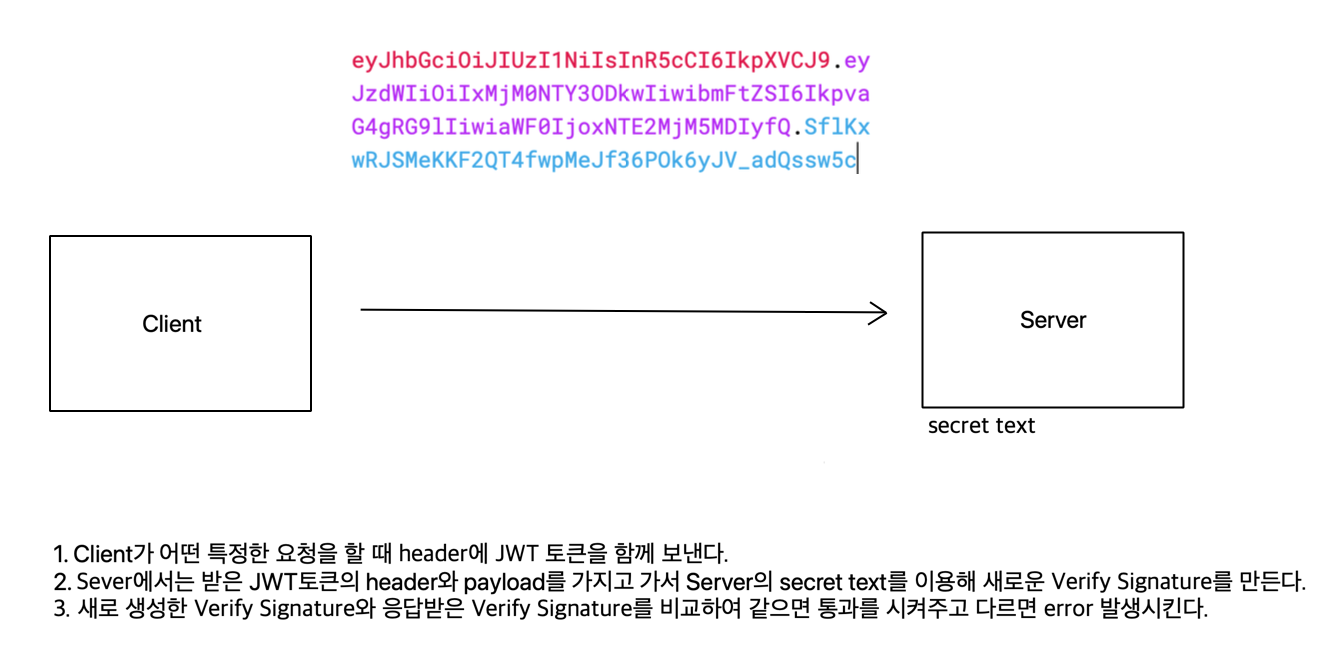 eyJhbGciOiJIUzI1NiIsInR5cCI6IkpXVCJ9.ey
JzdWIiOiIxMjM0NTY3ODkwIiwibmFtZSI6Ikpva
G4gRG9lIiwiaWF0IjoxNTE2MjM5MDIyfQ.SflKx
wRJSMeKKF2QT4fwpMeJf36POk6yJV_adQssw5c
Client
Server
secret text
1. Client가 어떤 특정한 요청을 할 때 header에 JWT 토큰을 함께 보낸다.
2. Sever에서는 받은 JWT토큰의 header와 payload를 가지고 가서 Server의 secret text를 이용해 새로운 Verify Signature를 만든다.
3. 새로 생성한 Verify Signature와 응답받은 Verify Signature를 비교하여 같으면 통과를 시켜주고 다르면 error 발생시킨다.